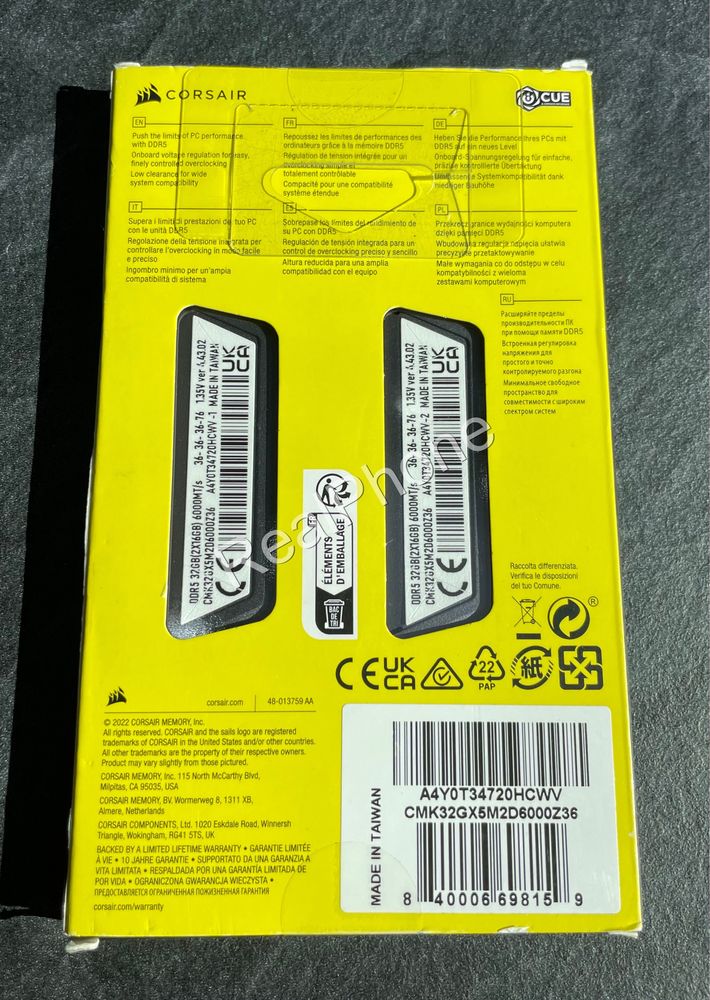 CORSAIR
iCUE
EN
Push the limits of PC performance
with DDR5
Onboard voltage regulation for easy,
finely controlled overclocking
Low clearance for wide
system compatibility
FR
Repoussez les limites de performances des
ordinateurs grâce à la mémoire DDR5
Régulation de tension intégrée pour un
overclocking simple et
totalement contrôlable
Compacité pour une compatibilité
système étendue
DE
Heben Sie die Performance Ihres PCs mit
DDR5 auf ein neues Level
Onboard-Spannungsregelung für einfache,
präzise kontrollierte Übertaktung
Umfassende Systemkompatibilität dank
niedriger Bauhöhe
IT
Supera i limiti di prestazioni del tuo PC
con le unità DDR5
Regolazione della tensione integrata per
controllare l'overclocking in modo facile
e preciso
Ingombro minimo per un'ampia
compatibilità di sistema
ES
Sobrepase los límites del rendimiento de
su PC con DDR5
Regulación de tensión integrada para un
control de overclocking preciso y sencillo
Altura reducida para una amplia
compatibilidad con el equipo
PL
Przekrocz granice wydajności komputera
dzięki pamięci DDR5
Wbudowana regulacja napięcia ułatwia
precyzyjne przetaktowanie
Małe wymagania co do odstępu w celu
kompatybilności z wieloma
zestawami komputerowym
RU
Расширяйте пределы
производительности ПК
при помощи памяти DDR5
Встроенная регулировка
напряжения для
простого и точно
контролируемого разгона
Минимальное свободное
пространство для
совместимости с широким
спектром систем
DDR5 32GB(2X16GB) 6000MT/s 36-36-36-76 1.35V ver 4.43.02
CMK32GX5M2D6000Z36 A4Y0T34720HCWV-1 MADE IN TAIWAN
CE
UK
CA
DDR5 32GB(2X16GB) 6000MT/s 36-36-36-76 1.35V ver 4.43.02
CMK32GX5M2D6000Z36 A4Y0T34720HCWV-2 MADE IN TAIWAN
CE
UK
CA
RealPhone
FR
ÉLÉMENTS
D'EMBALLAGE
BAC
DE
TRI
Raccolta differenziata.
Verifica le disposizioni
del tuo Comune.
®
CE
UK
CA
22
PAP
紙
corsair.com
48-013759 AA
© 2022 CORSAIR MEMORY, Inc.
All rights reserved. CORSAIR and the sails logo are registered
trademarks of CORSAIR in the United States and/or other countries.
All other trademarks are the property of their respective owners.
Product may vary slightly from those pictured.
CORSAIR MEMORY, Inc. 115 North McCarthy Blvd,
Milpitas, CA 95035, USA
CORSAIR MEMORY, BV. Wormerweg 8, 1311 XB,
Almere, Netherlands
CORSAIR COMPONENTS, Ltd. 1020 Eskdale Road, Winnersh
Triangle, Wokingham, RG41 5TS, UK
BACKED BY A LIMITED LIFETIME WARRANTY • GARANTIE LIMITÉE
À VIE • 10 JAHRE GARANTIE • SUPPORTATO DA UNA GARANZIA A
VITA LIMITATA • RESPALDADA POR UNA GARANTÍA LIMITADA DE
POR VIDA • OGRANICZONA GWARANCJA WIECZYSTA •
ПРЕДОСТАВЛЯЕТСЯ ОГРАНИЧЕННАЯ ПОЖИЗНЕННАЯ ГАРАНТИЯ
corsair.com/warranty
MADE IN TAIWAN
A4Y0T34720HCWV
CMK32GX5M2D6000Z36
8 40006 69815 9